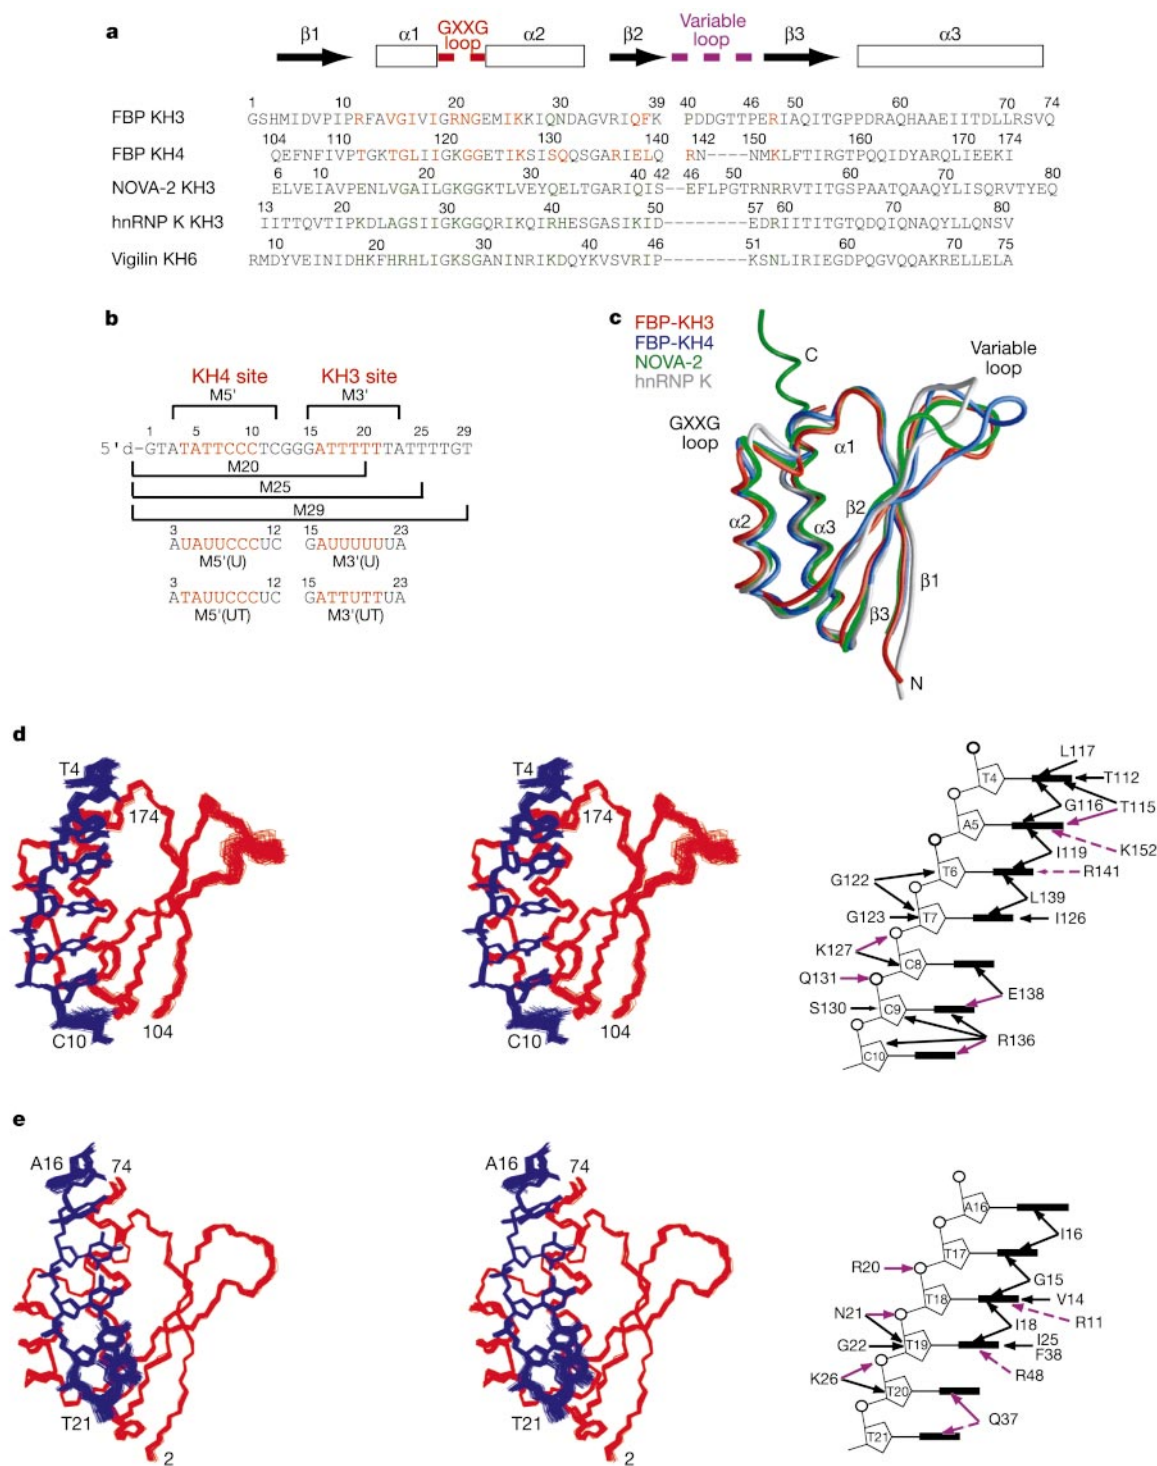 a
β1 α1 GXXG loop α2 β2 Variable loop β3 α3
1 10 20 30 39 40 46 50 60 70 74
FBP KH3 GSHMIDVPIPRFAVGIVIGRNGEMIKKIQNDAGVRIQFK PDDGTTPERIAQITGPPDRAQHAAEIITDLLRSVQ
104 110 120 130 140 142 150 160 170 174
FBP KH4 QEFNFIVPTGKTGLIIGKGGETIKSISQQSGARIELQ RN----NMKLFTIRGTPQQIDYARQLIEEKI
6 10 20 30 40 42 46 50 60 70 80
NOVA-2 KH3 ELVEIAVPENLVGAILGKGGKTLVEYQELTGARIQIS--EFLPGTRNRRVTITGSPAATQAAQYLISQRVTYEQ
13 20 30 40 50 57 60 70 80
hnRNP K KH3 IITTQVTIPKDLAGSIIGKGGQRIKQIRHESGASIKID--------EDRIITITGTQDQIQNAQYLLQNSV
10 20 30 40 46 51 60 70 75
Vigilin KH6 RMDYVEINIDHKFHRHLIGKSGANINRIKDQYKVSVRIP-------KSNLIRIEGDPQGVQQAKRELLELA
b
KH4 site KH3 site
M5' M3'
1 5 10 15 20 25 29
5'd-GTATATTCCCTCGGGATTTTTTATTTTGT
M20
M25
M29
3 12 15 23
AUAUUCCCUC GAUUUUUUA
M5'(U) M3'(U)
3 12 15 23
ATAUUCCCUC GATTUTTUA
M5'(UT) M3'(UT)
c
FBP-KH3
FBP-KH4
NOVA-2
hnRNP K
C
Variable loop
GXXG loop
α1
α2
α3
β2
β1
β3
N
d
T4
174
C10
104
T4
174
C10
104
L117
T4
T112
G116
T115
A5
K152
I119
T6
R141
G122
L139
G123
T7
I126
K127
C8
Q131
E138
S130
C9
R136
C10
e
A16
74
T21
2
A16
74
T21
2
A16
I16
T17
R20
G15
T18
V14
R11
N21
I18
G22
T19
I25
F38
K26
R48
T20
Q37
T21